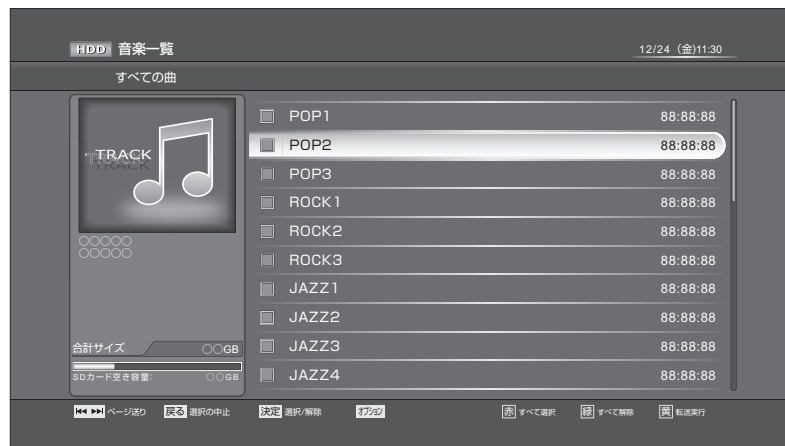 HDD 音楽一覧 12/24 (金)11:30
すべての曲
TRACK
TRACK
○○○○○
○○○○○
合計サイズ ○○GB
SDカード空き容量: ○○GB
POP1 88:88:88
POP2 88:88:88
POP3 88:88:88
ROCK1 88:88:88
ROCK2 88:88:88
ROCK3 88:88:88
JAZZ1 88:88:88
JAZZ2 88:88:88
JAZZ3 88:88:88
JAZZ4 88:88:88
ページ送り 戻る 選択の中止 決定 選択/解除 オプション 赤 すべて選択 緑 すべて解除 黄 転送実行